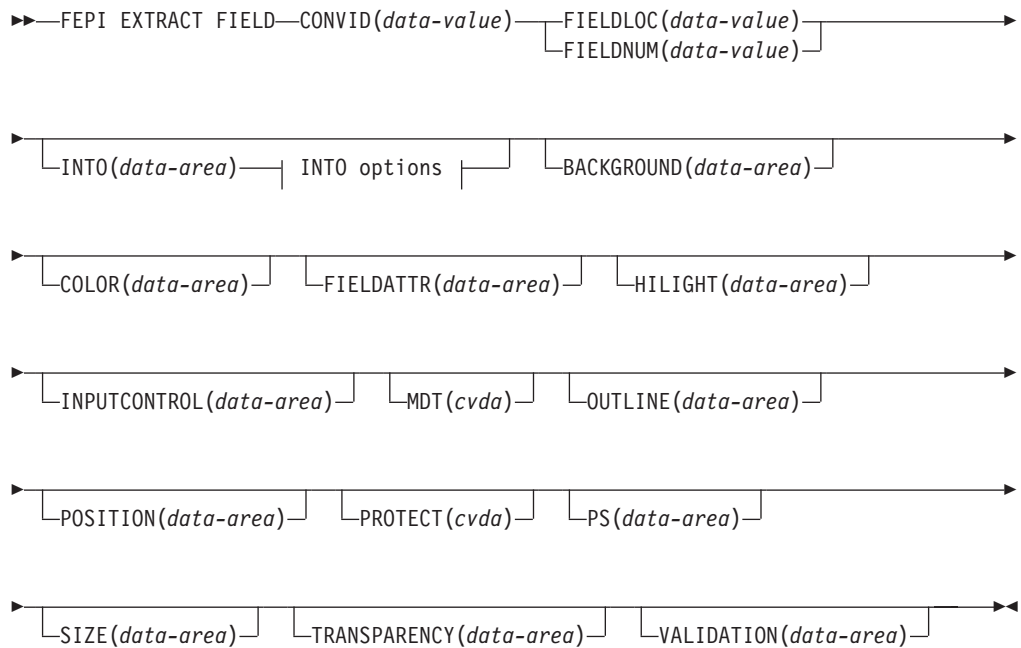 FEPI EXTRACT FIELD CONVID(data-value) FIELDLOC(data-value)
FIELDNUM(data-value)
INTO(data-area) INTO options BACKGROUND(data-area)
COLOR(data-area) FIELDATTR(data-area) HILIGHT(data-area)
INPUTCONTROL(data-area) MDT(cvda) OUTLINE(data-area)
POSITION(data-area) PROTECT(cvda) PS(data-area)
SIZE(data-area) TRANSPARENCY(data-area) VALIDATION(data-area)